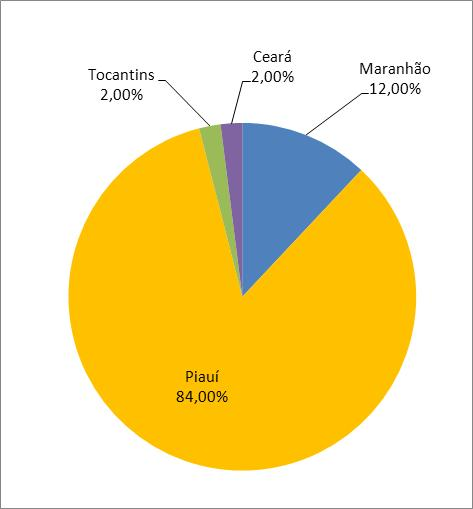 Ceará
2,00%
Maranhão
12,00%
Tocantins
2,00%
Piauí
84,00%